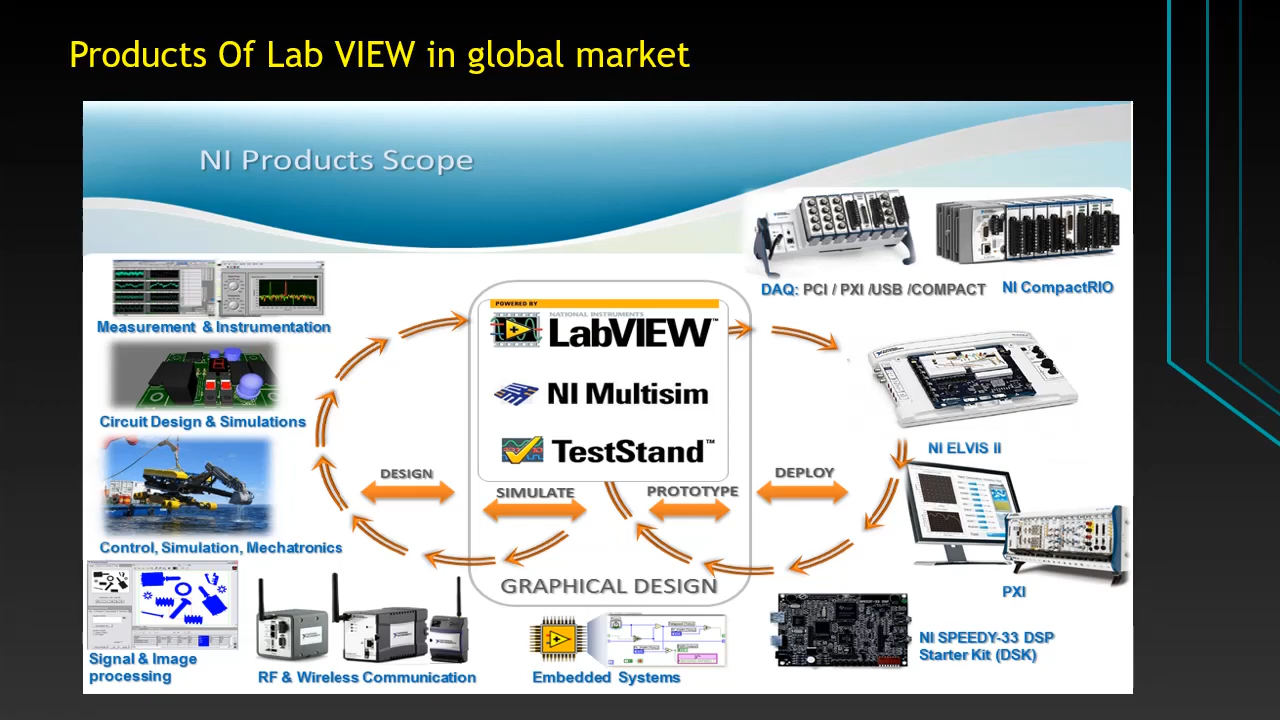 Products Of Lab VIEW in global market
NI Products Scope
DAQ: PCI / PXI /USB /COMPACT
NI CompactRIO
Measurement & Instrumentation
POWERED BY
NATIONAL INSTRUMENTS
LabVIEW™
NI Multisim
TestStand™
Circuit Design & Simulations
NI ELVIS II
DESIGN
SIMULATE
PROTOTYPE
DEPLOY
Control, Simulation, Mechatronics
GRAPHICAL DESIGN
PXI
NI SPEEDY-33 DSP
Starter Kit (DSK)
Signal & Image
processing
RF & Wireless Communication
Embedded Systems